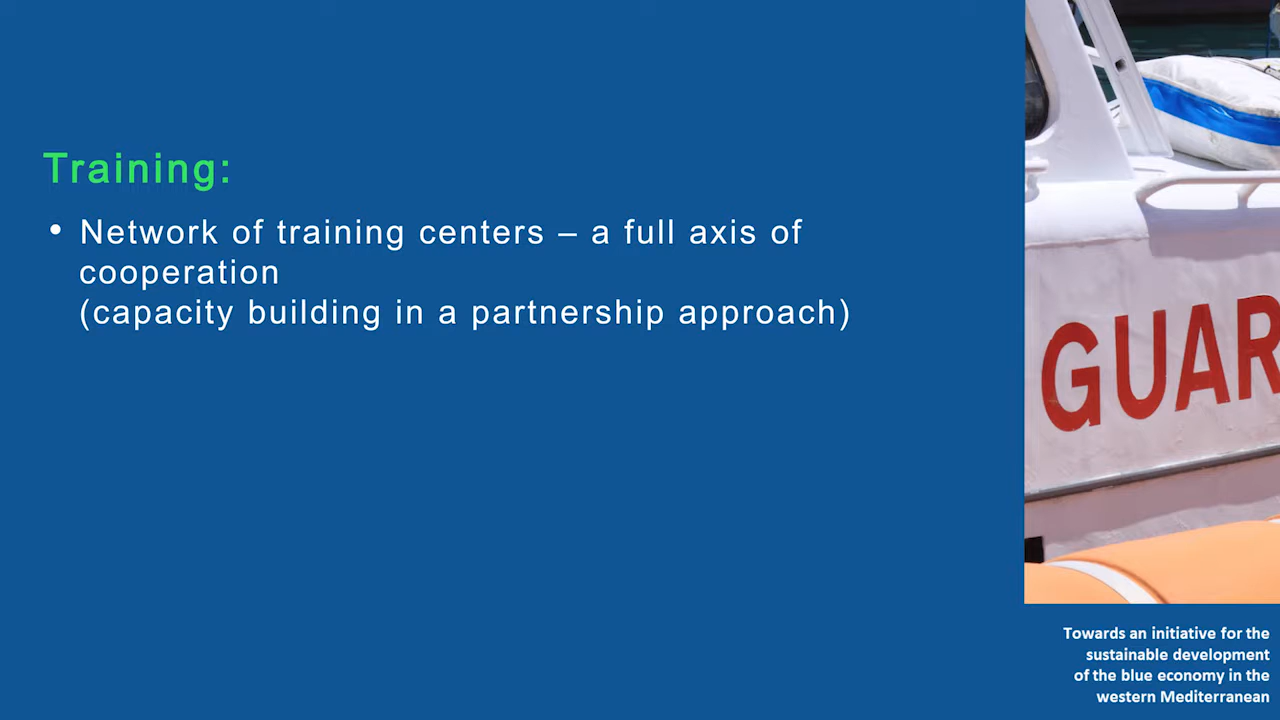 Training:
• Network of training centers – a full axis of
cooperation
(capacity building in a partnership approach)
GUAR
Towards an initiative for the
sustainable development
of the blue economy in the
western Mediterranean